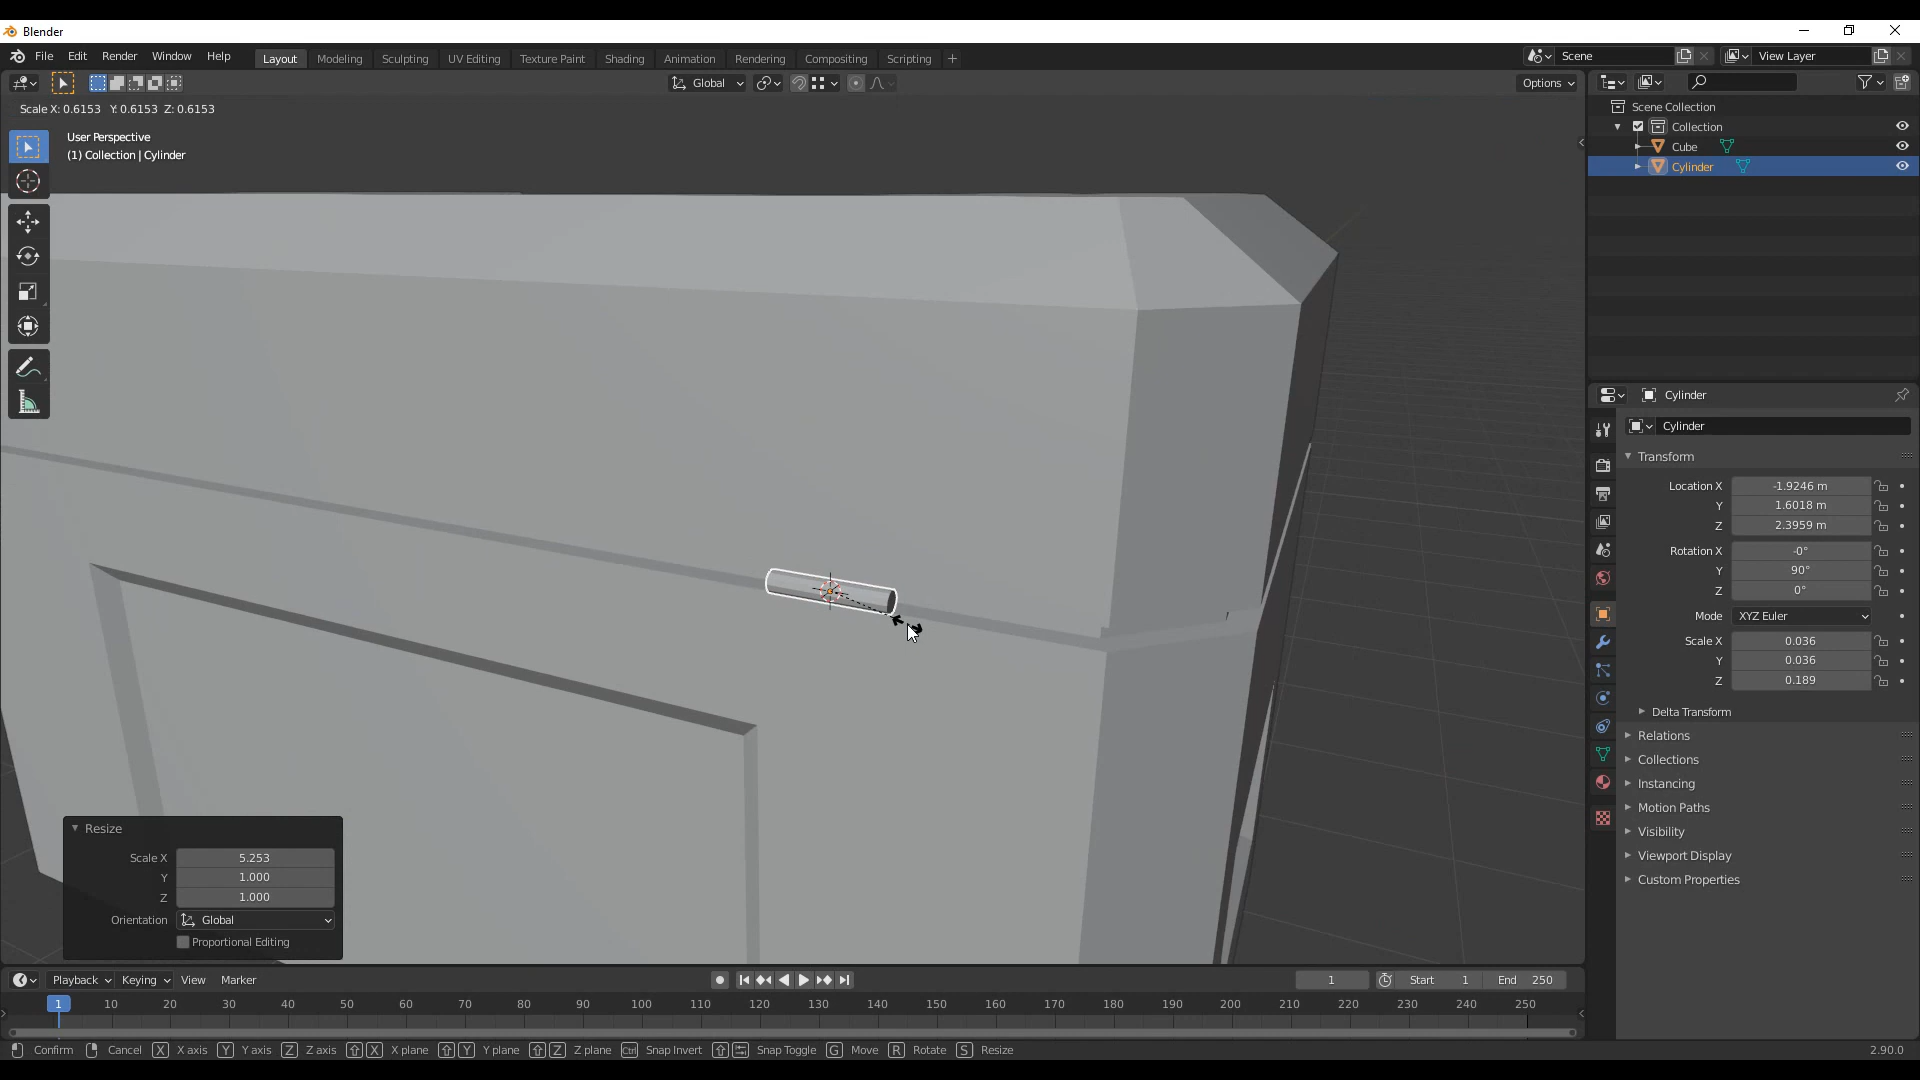 Blender
File Edit Render Window Help Layout Modeling Sculpting UV Editing Texture Paint Shading Animation Rendering Compositing Scripting + Scene View Layer
Global Options
Scale X: 0.6153 Y: 0.6153 Z: 0.6153
User Perspective
(1) Collection | Cylinder
Scene Collection
Collection
Cube
Cylinder
Cylinder
Cylinder
Transform
Location X -1.9246 m
Y 1.6018 m
Z 2.3959 m
Rotation X -0°
Y 90°
Z 0°
Mode XYZ Euler
Scale X 0.036
Y 0.036
Z 0.189
Delta Transform
Relations
Collections
Instancing
Motion Paths
Visibility
Viewport Display
Custom Properties
Resize
Scale X 5.253
Y 1.000
Z 1.000
Orientation Global
Proportional Editing
Playback Keying View Marker 1 Start 1 End 250
1 10 20 30 40 50 60 70 80 90 100 110 120 130 140 150 160 170 180 190 200 210 220 230 240 250
Confirm Cancel X X axis Y Y axis Z Z axis X X plane Y Y plane Z Z plane Ctrl Snap Invert Snap Toggle G Move R Rotate S Resize 2.90.0